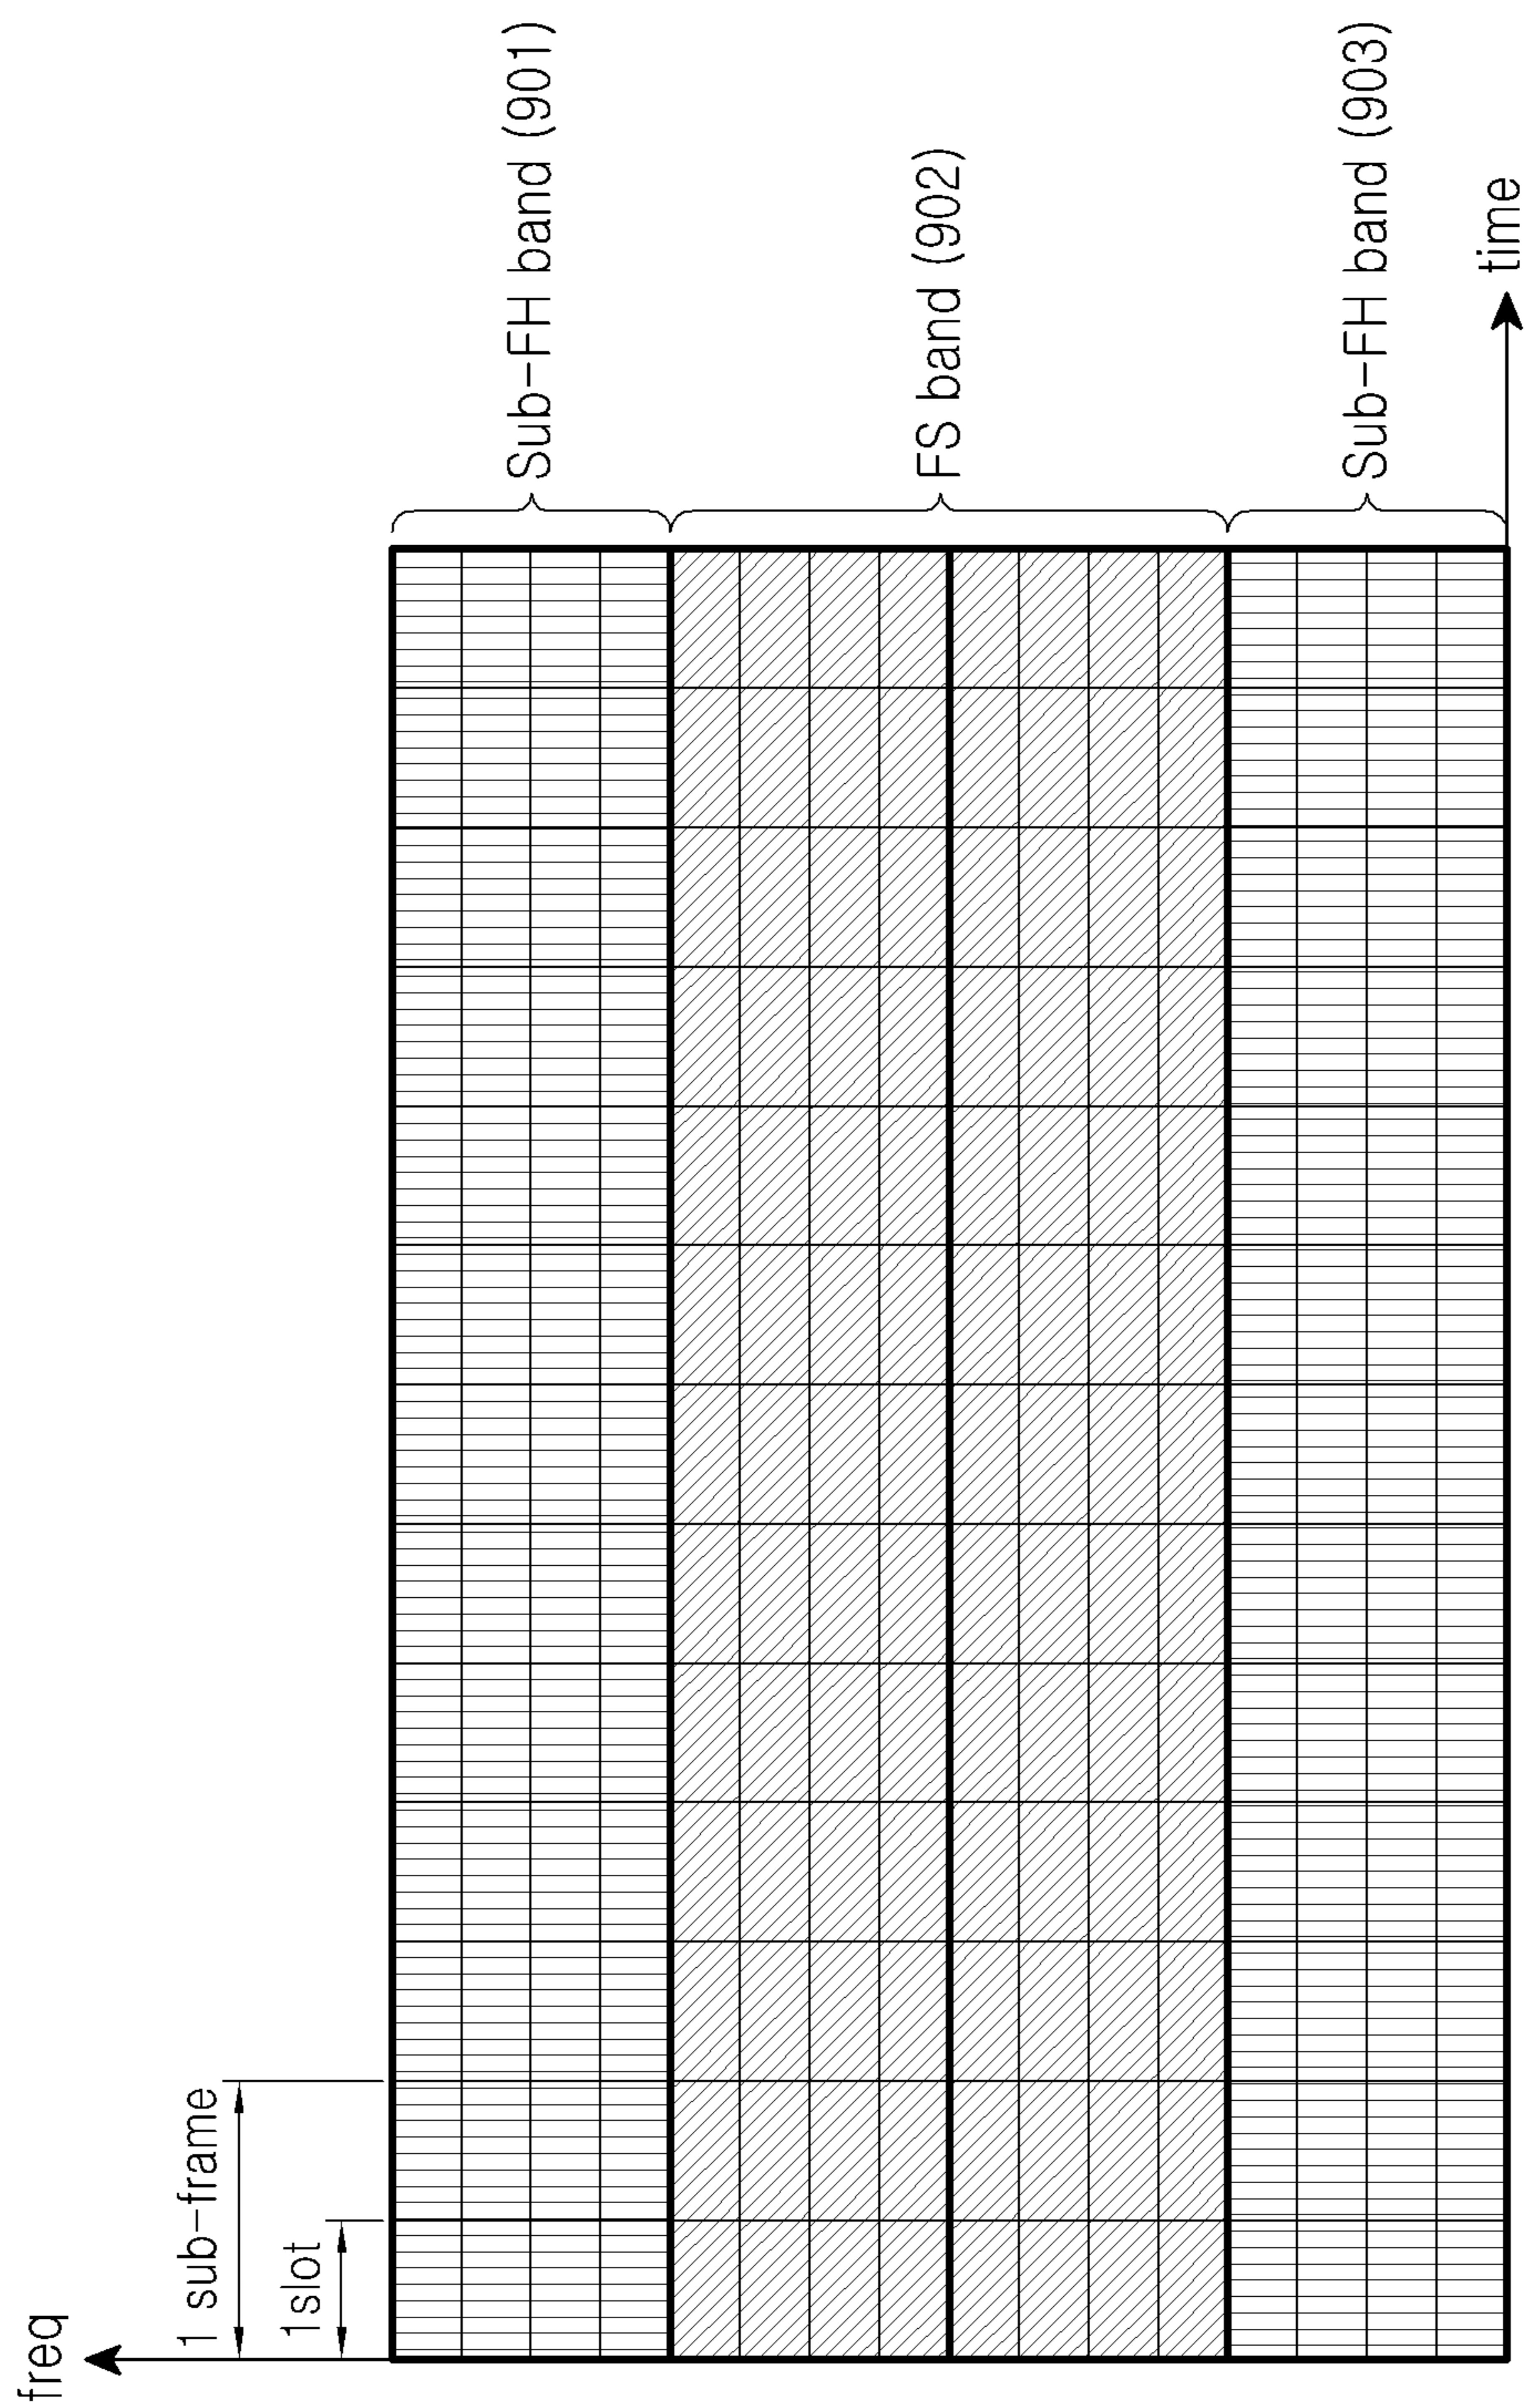 freq
1 sub-frame
1slot
Sub-FH band (901)
FS band (902)
Sub-FH band (903)
time